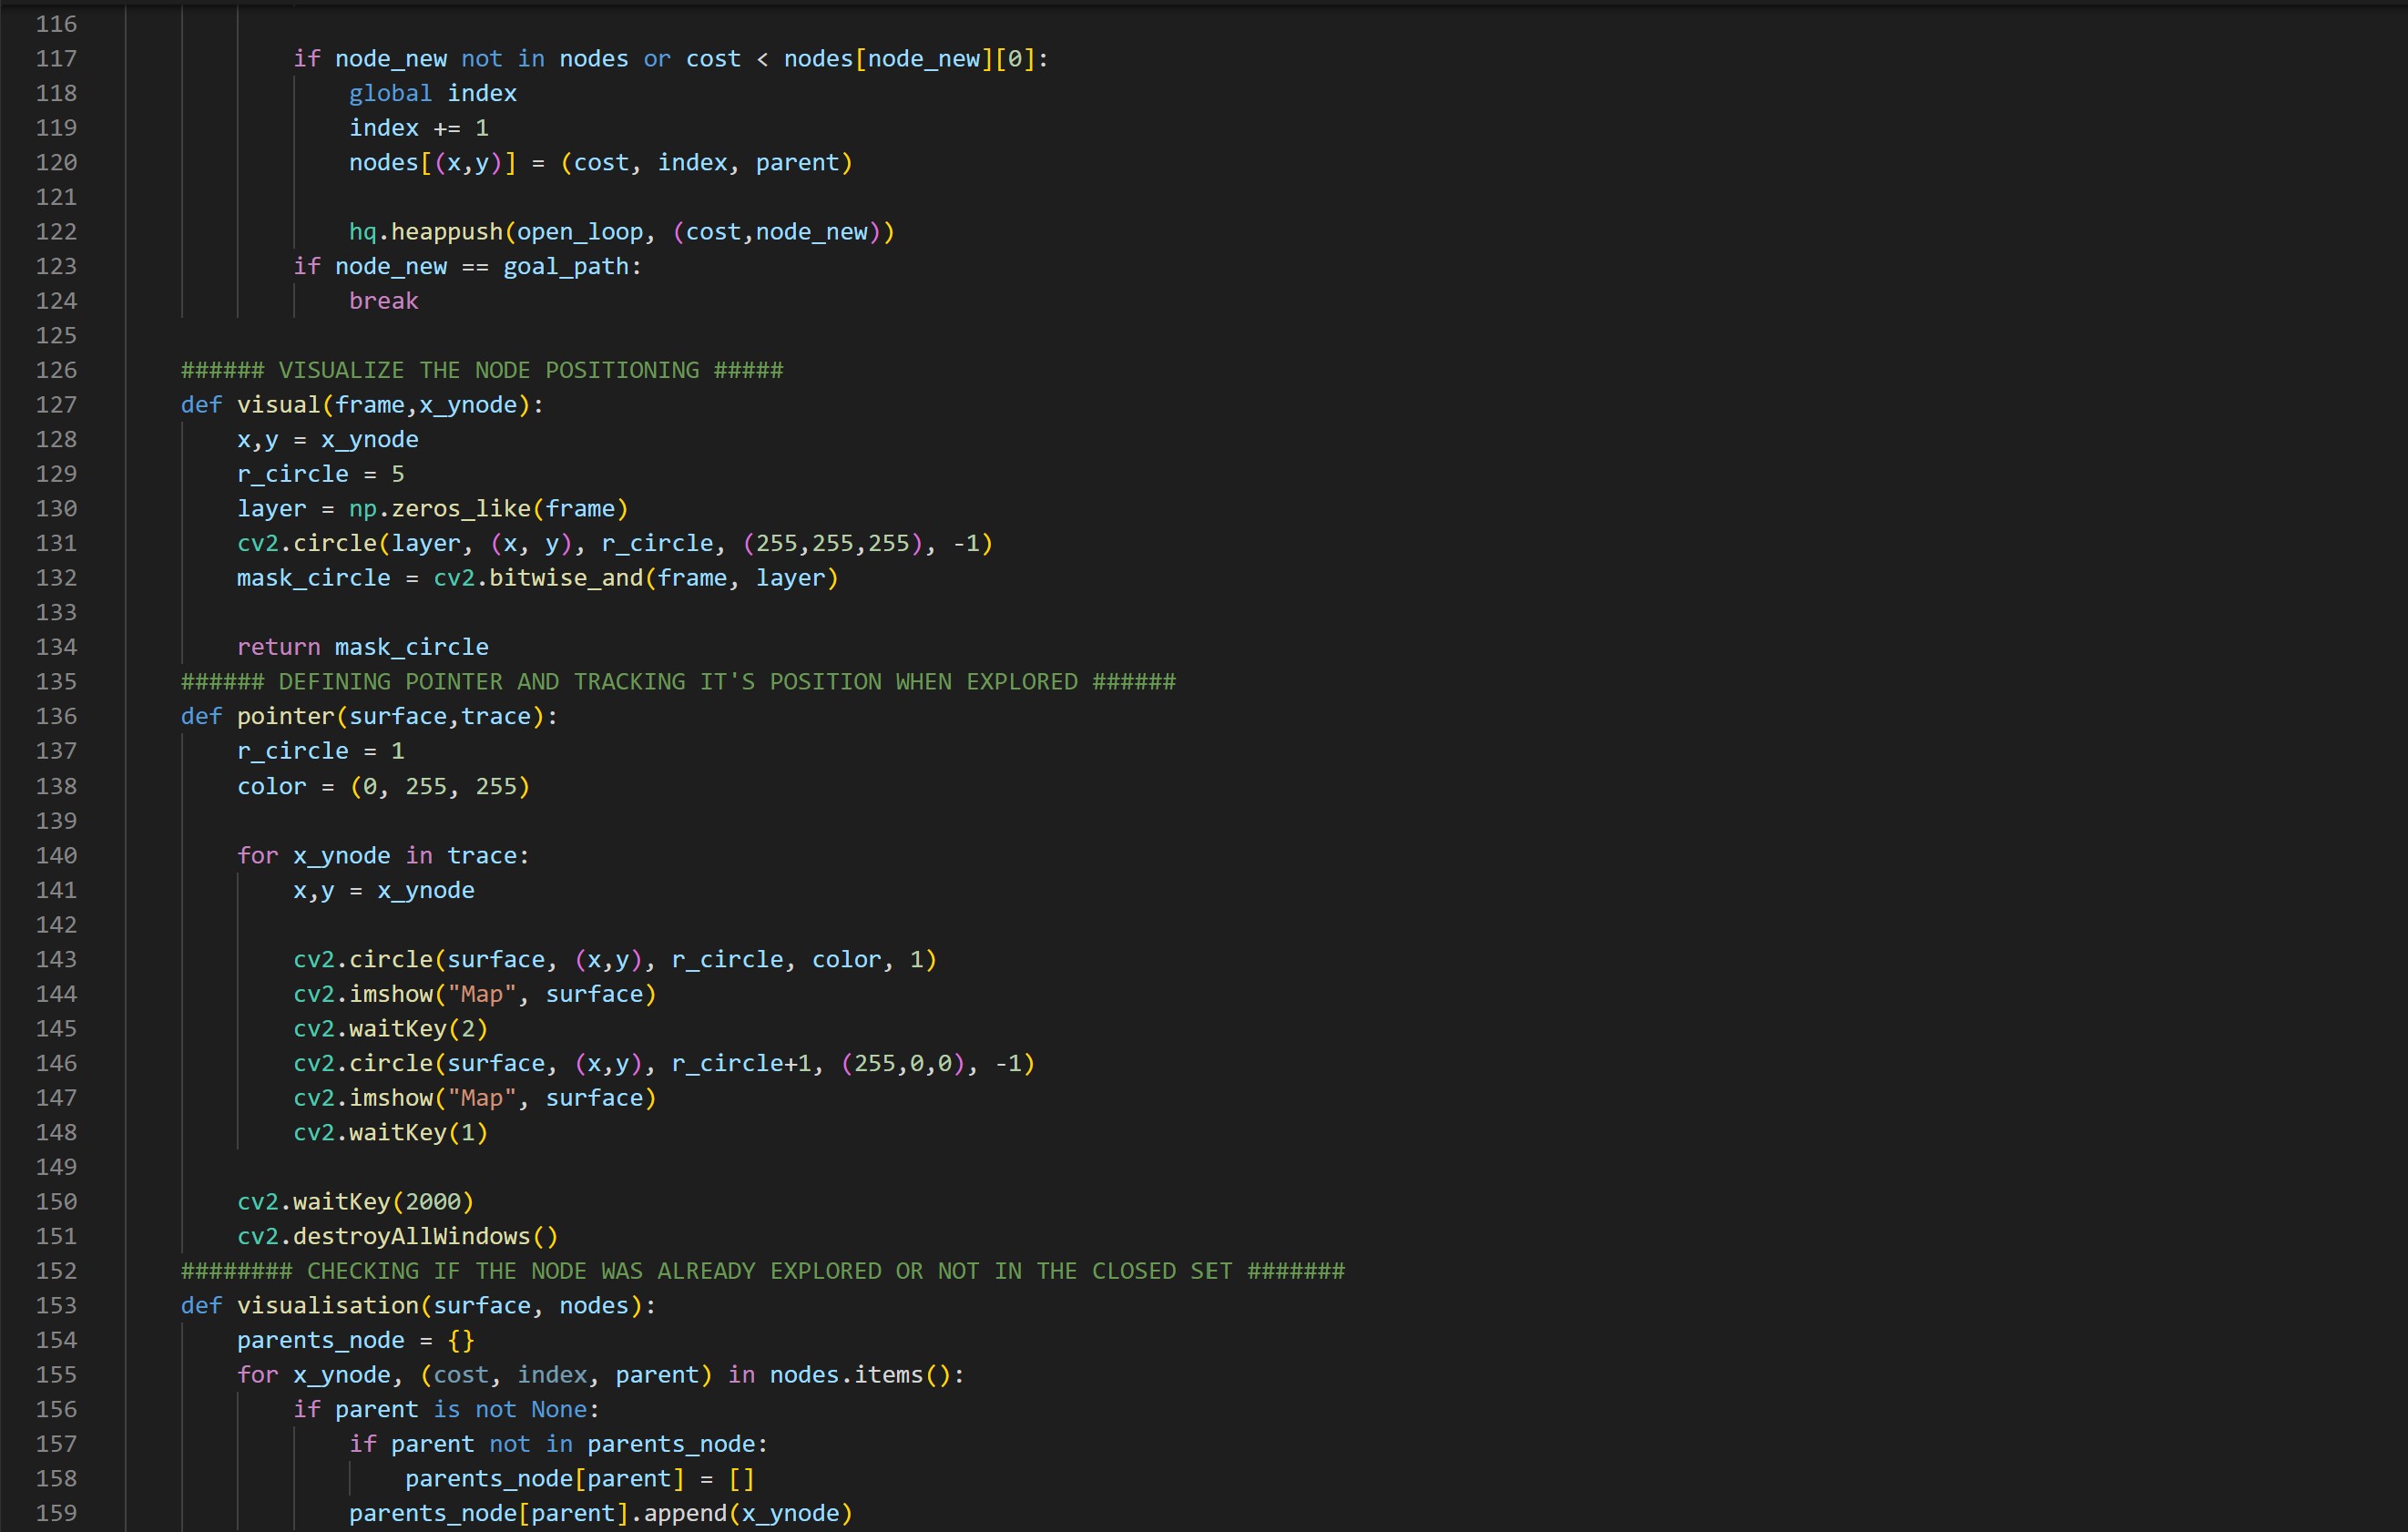 116
117 if node_new not in nodes or cost < nodes[node_new][0]:
118 global index
119 index += 1
120 nodes[(x,y)] = (cost, index, parent)
121
122 hq.heappush(open_loop, (cost,node_new))
123 if node_new == goal_path:
124 break
125
126 ###### VISUALIZE THE NODE POSITIONING #####
127 def visual(frame,x_ynode):
128 x,y = x_ynode
129 r_circle = 5
130 layer = np.zeros_like(frame)
131 cv2.circle(layer, (x, y), r_circle, (255,255,255), -1)
132 mask_circle = cv2.bitwise_and(frame, layer)
133
134 return mask_circle
135 ###### DEFINING POINTER AND TRACKING IT'S POSITION WHEN EXPLORED ######
136 def pointer(surface,trace):
137 r_circle = 1
138 color = (0, 255, 255)
139
140 for x_ynode in trace:
141 x,y = x_ynode
142
143 cv2.circle(surface, (x,y), r_circle, color, 1)
144 cv2.imshow("Map", surface)
145 cv2.waitKey(2)
146 cv2.circle(surface, (x,y), r_circle+1, (255,0,0), -1)
147 cv2.imshow("Map", surface)
148 cv2.waitKey(1)
149
150 cv2.waitKey(2000)
151 cv2.destroyAllWindows()
152 ######## CHECKING IF THE NODE WAS ALREADY EXPLORED OR NOT IN THE CLOSED SET #######
153 def visualisation(surface, nodes):
154 parents_node = {}
155 for x_ynode, (cost, index, parent) in nodes.items():
156 if parent is not None:
157 if parent not in parents_node:
158 parents_node[parent] = []
159 parents_node[parent].append(x_ynode)